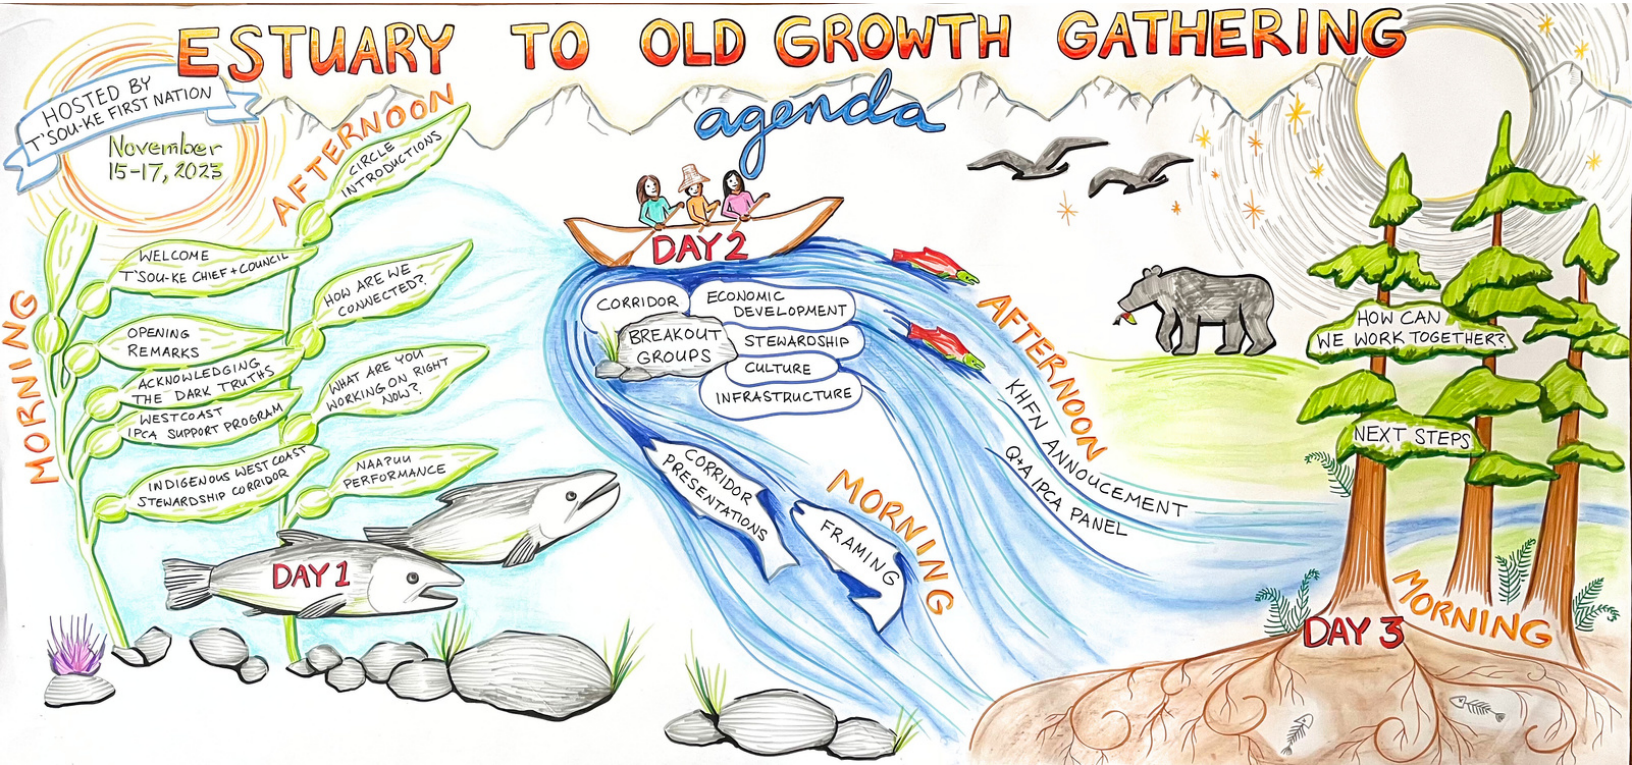 ESTUARY TO OLD GROWTH GATHERING
agenda
HOSTED BY
T'SOU-KE FIRST NATION
November
15-17, 2023
MORNING
WELCOME
T'SOU-KE CHIEF + COUNCIL
OPENING
REMARKS
ACKNOWLEDGING
THE DARK TRUTHS
WESTCOAST
IPCA SUPPORT PROGRAM
INDIGENOUS WEST COAST
STEWARDSHIP CORRIDOR
AFTERNOON
CIRCLE
INTRODUCTIONS
HOW ARE WE
CONNECTED?
WHAT ARE YOU
WORKING ON RIGHT
NOW?
NAA?UU
PERFORMANCE
DAY 1
DAY 2
CORRIDOR
ECONOMIC
DEVELOPMENT
BREAKOUT
GROUPS
STEWARDSHIP
CULTURE
INFRASTRUCTURE
MORNING
CORRIDOR
PRESENTATIONS
FRAMING
AFTERNOON
KHFN ANNOUCEMENT
Q+A IPCA PANEL
HOW CAN
WE WORK TOGETHER?
NEXT STEPS
DAY 3
MORNING